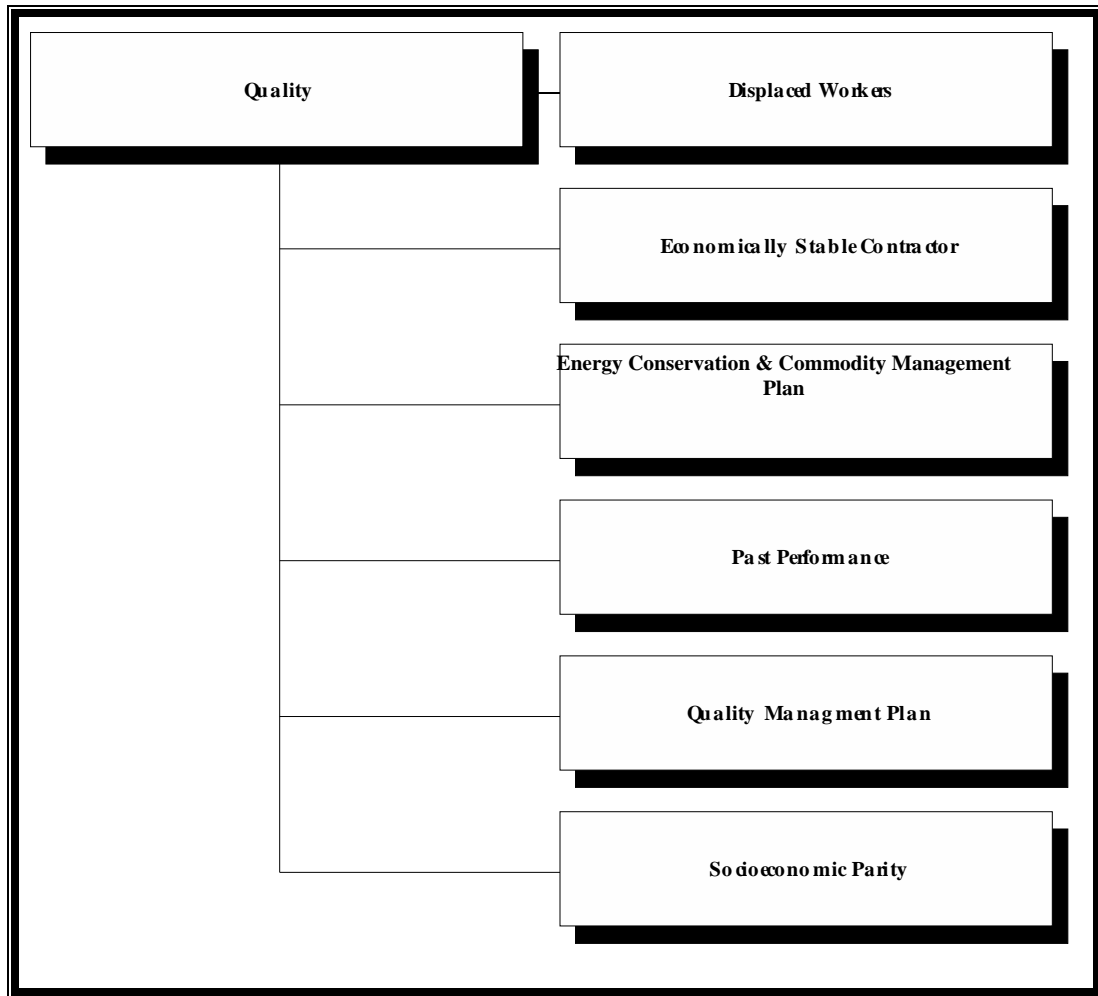 Quality
Displaced Workers
Economically Stable Contractor
Energy Conservation & Commodity Management
Plan
Past Performance
Quality Managment Plan
Socioeconomic Parity